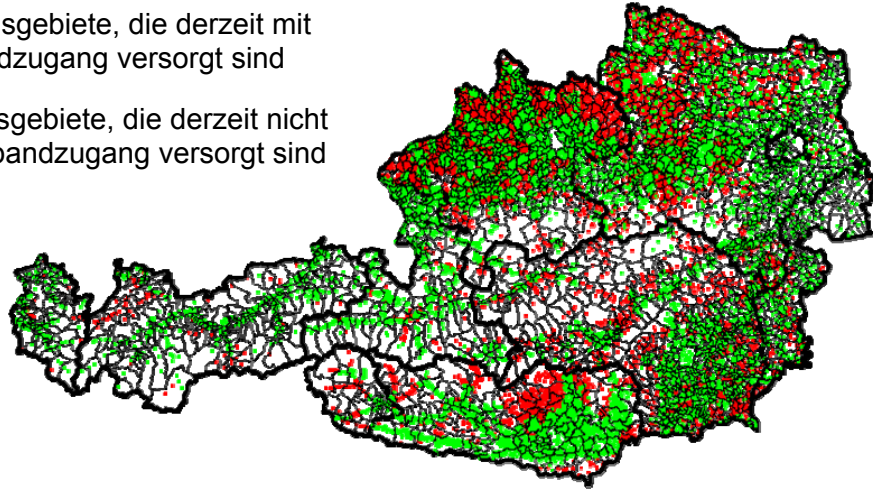 sgebiete, die derzeit mit
dzugang versorgt sind
sgebiete, die derzeit nicht
bandzugang versorgt sind